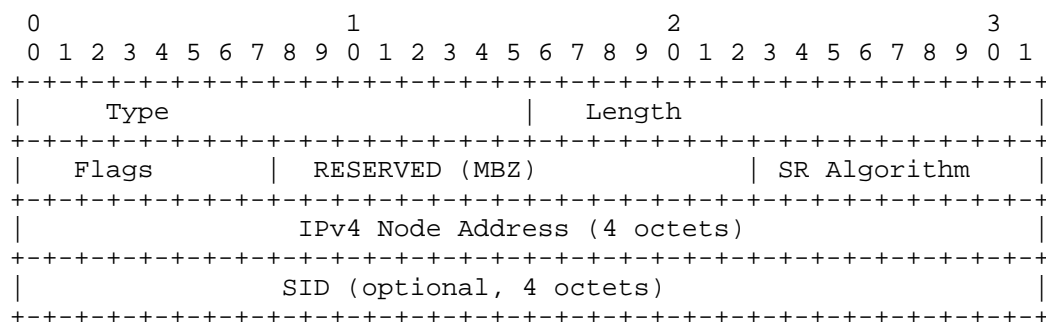 0                   1                   2                   3
 0 1 2 3 4 5 6 7 8 9 0 1 2 3 4 5 6 7 8 9 0 1 2 3 4 5 6 7 8 9 0 1
+-+-+-+-+-+-+-+-+-+-+-+-+-+-+-+-+-+-+-+-+-+-+-+-+-+-+-+-+-+-+-+-+
|     Type                      |   Length                      |
+-+-+-+-+-+-+-+-+-+-+-+-+-+-+-+-+-+-+-+-+-+-+-+-+-+-+-+-+-+-+-+-+
|   Flags       |  RESERVED (MBZ)             | SR Algorithm    |
+-+-+-+-+-+-+-+-+-+-+-+-+-+-+-+-+-+-+-+-+-+-+-+-+-+-+-+-+-+-+-+-+
|                 IPv4 Node Address (4 octets)                  |
+-+-+-+-+-+-+-+-+-+-+-+-+-+-+-+-+-+-+-+-+-+-+-+-+-+-+-+-+-+-+-+-+
|                SID (optional, 4 octets)                       |
+-+-+-+-+-+-+-+-+-+-+-+-+-+-+-+-+-+-+-+-+-+-+-+-+-+-+-+-+-+-+-+-+